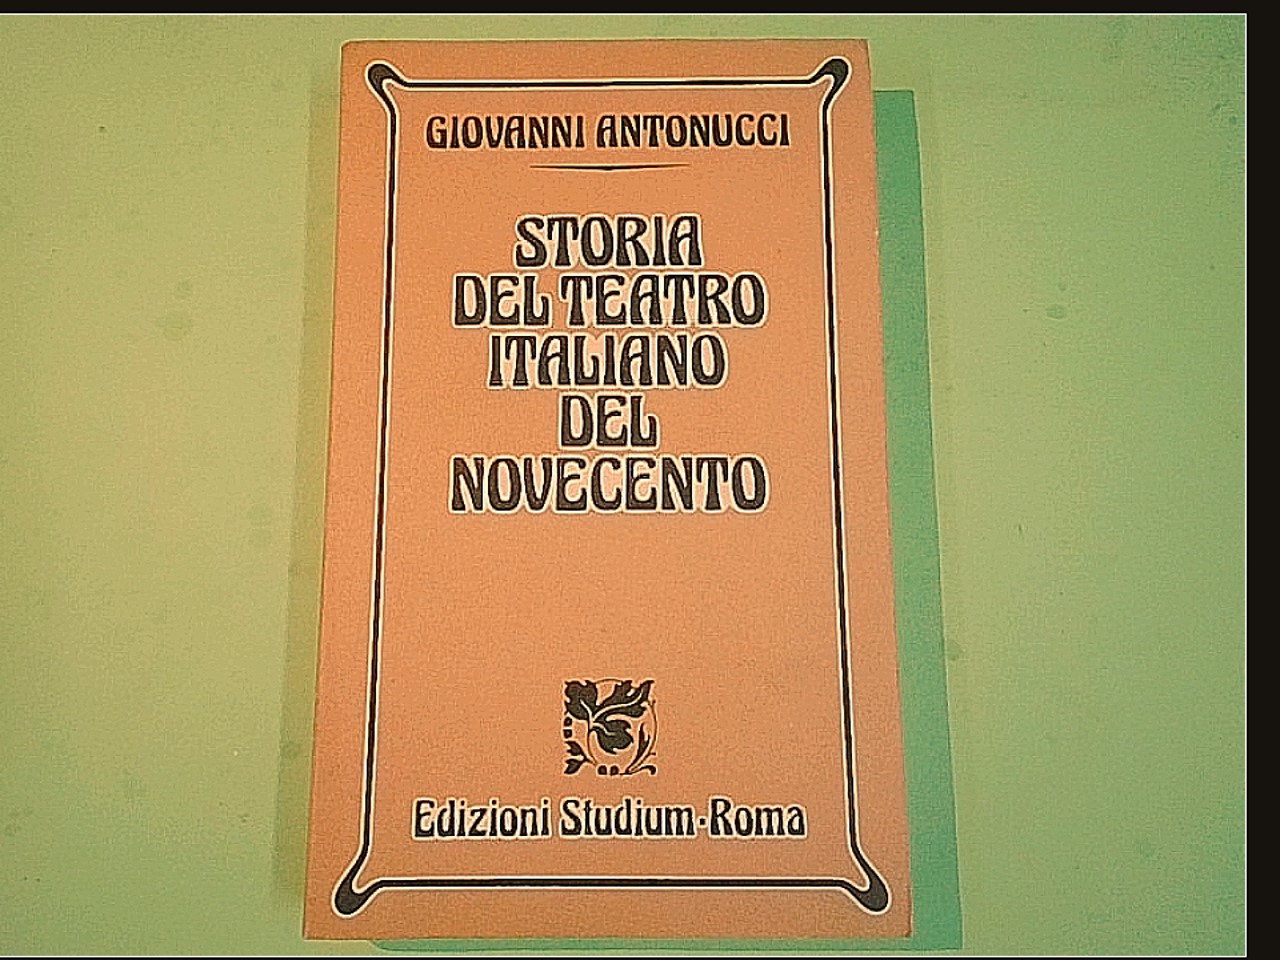 GIOVANNI ANTONUCCI
STORIA
DEL TEATRO
ITALIANO
DEL
NOVECENTO
Edizioni Studium·Roma